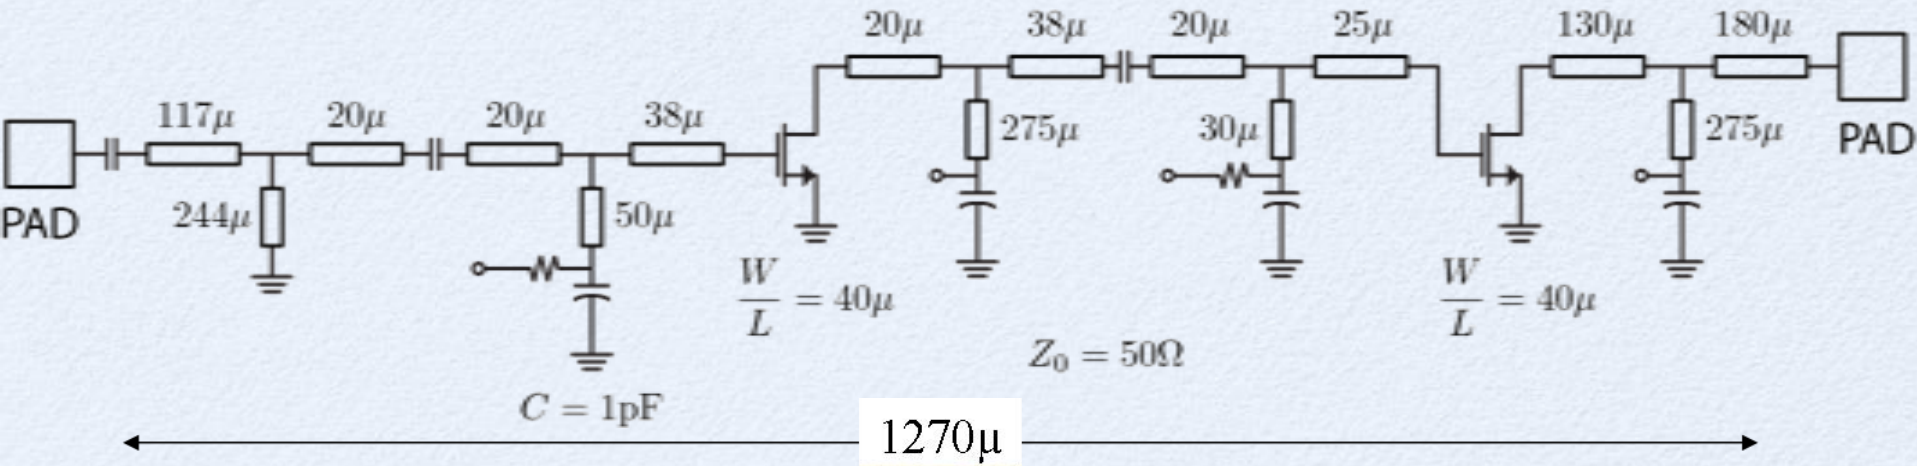 20μ 38μ 20μ 25μ 130μ 180μ
117μ 20μ 20μ 38μ
275μ 30μ 275μ
PAD
PAD
244μ 50μ
W/L = 40μ
W/L = 40μ
Z₀ = 50Ω
C = 1pF
1270μ